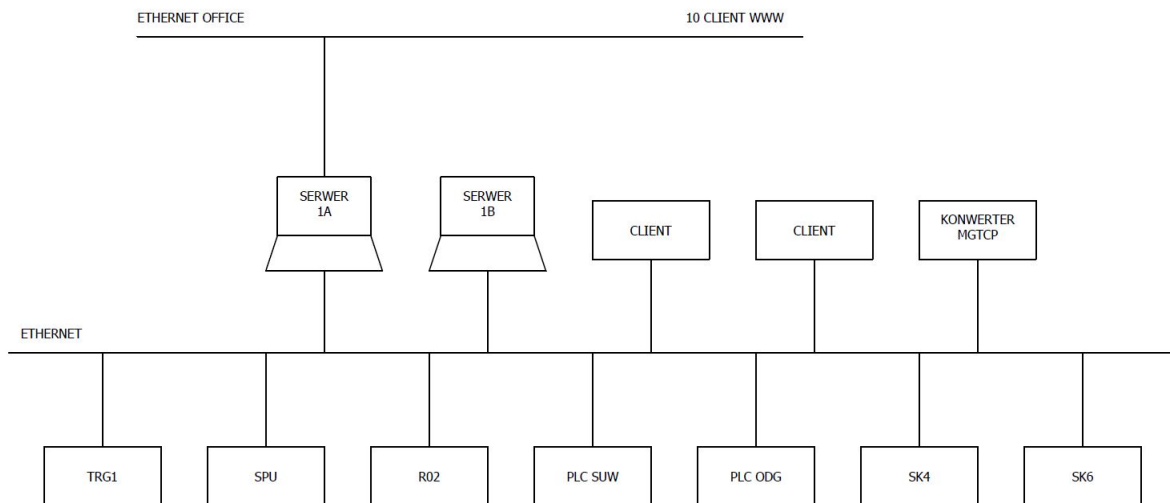 ETHERNET OFFICE
10 CLIENT WWW
SERWER
1A
SERWER
1B
CLIENT
CLIENT
KONWERTER
MGTCP
ETHERNET
TRG1
SPU
R02
PLC SUW
PLC ODG
SK4
SK6